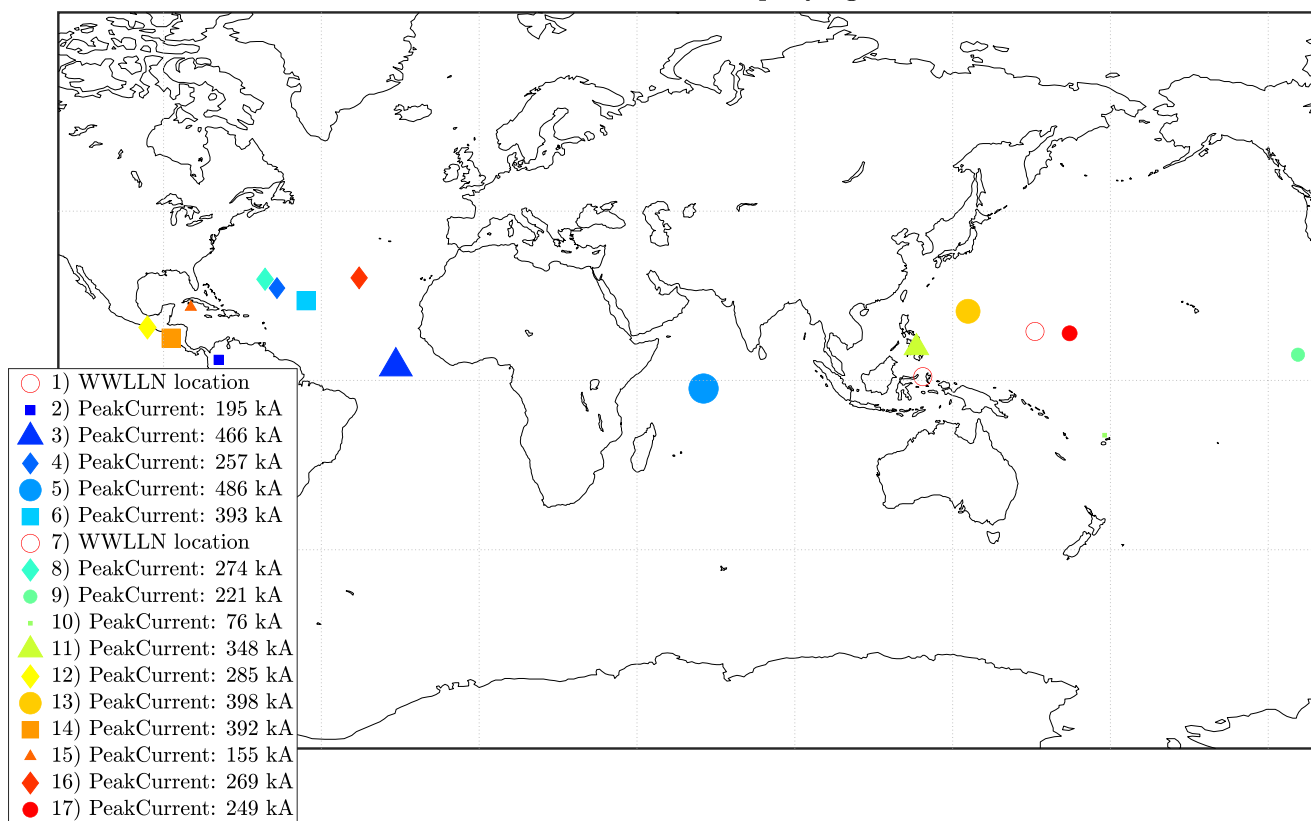 1) WWLLN location
2) PeakCurrent: 195 kA
3) PeakCurrent: 466 kA
4) PeakCurrent: 257 kA
5) PeakCurrent: 486 kA
6) PeakCurrent: 393 kA
7) WWLLN location
8) PeakCurrent: 274 kA
9) PeakCurrent: 221 kA
10) PeakCurrent: 76 kA
11) PeakCurrent: 348 kA
12) PeakCurrent: 285 kA
13) PeakCurrent: 398 kA
14) PeakCurrent: 392 kA
15) PeakCurrent: 155 kA
16) PeakCurrent: 269 kA
17) PeakCurrent: 249 kA